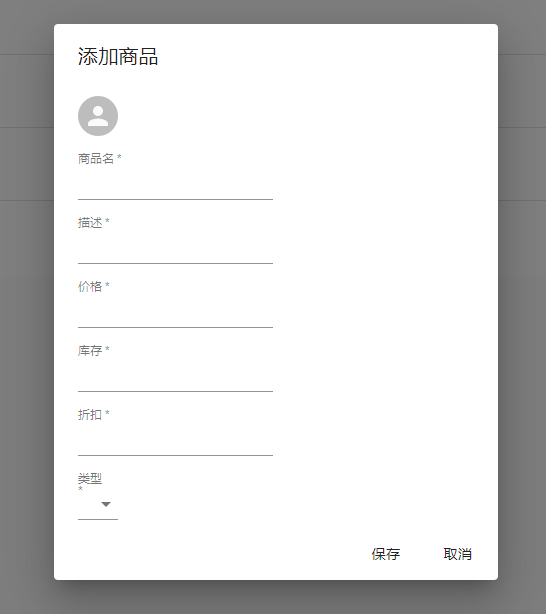 添加商品
商品名 *
描述 *
价格 *
库存 *
折扣 *
类型
*
保存 取消